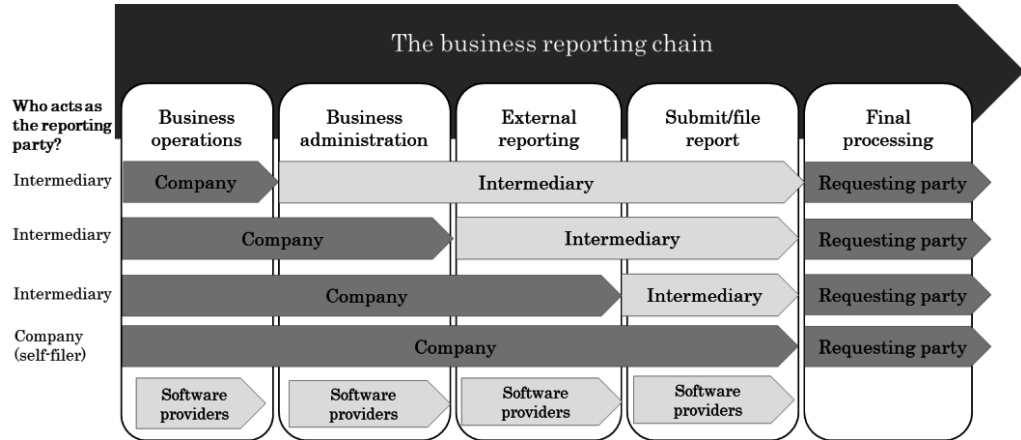 The business reporting chain
Who acts as
the reporting
party?
Business
operations
Business
administration
External
reporting
Submit/file
report
Final
processing
Intermediary
Company
Intermediary
Requesting party
Intermediary
Company
Intermediary
Requesting party
Intermediary
Company
Intermediary
Requesting party
Company
(self-filer)
Company
Requesting party
Software
providers
Software
providers
Software
providers
Software
providers